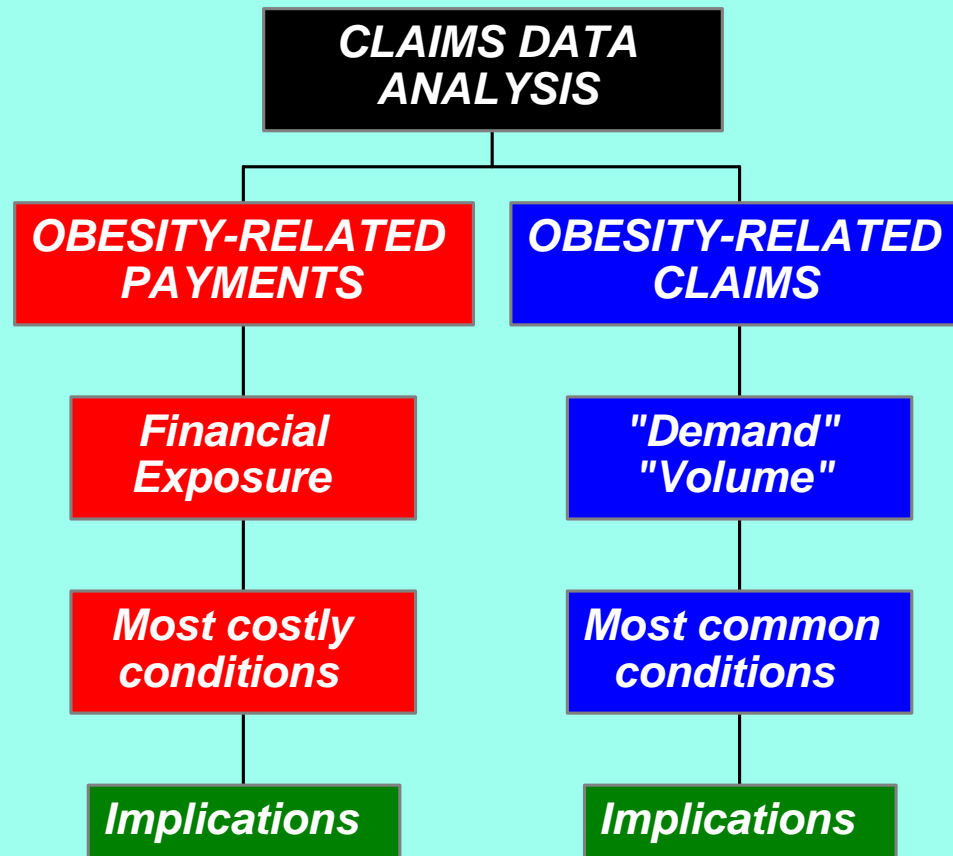 CLAIMS DATA
ANALYSIS
OBESITY-RELATED
PAYMENTS
OBESITY-RELATED
CLAIMS
Financial
Exposure
"Demand"
"Volume"
Most costly
conditions
Most common
conditions
Implications
Implications